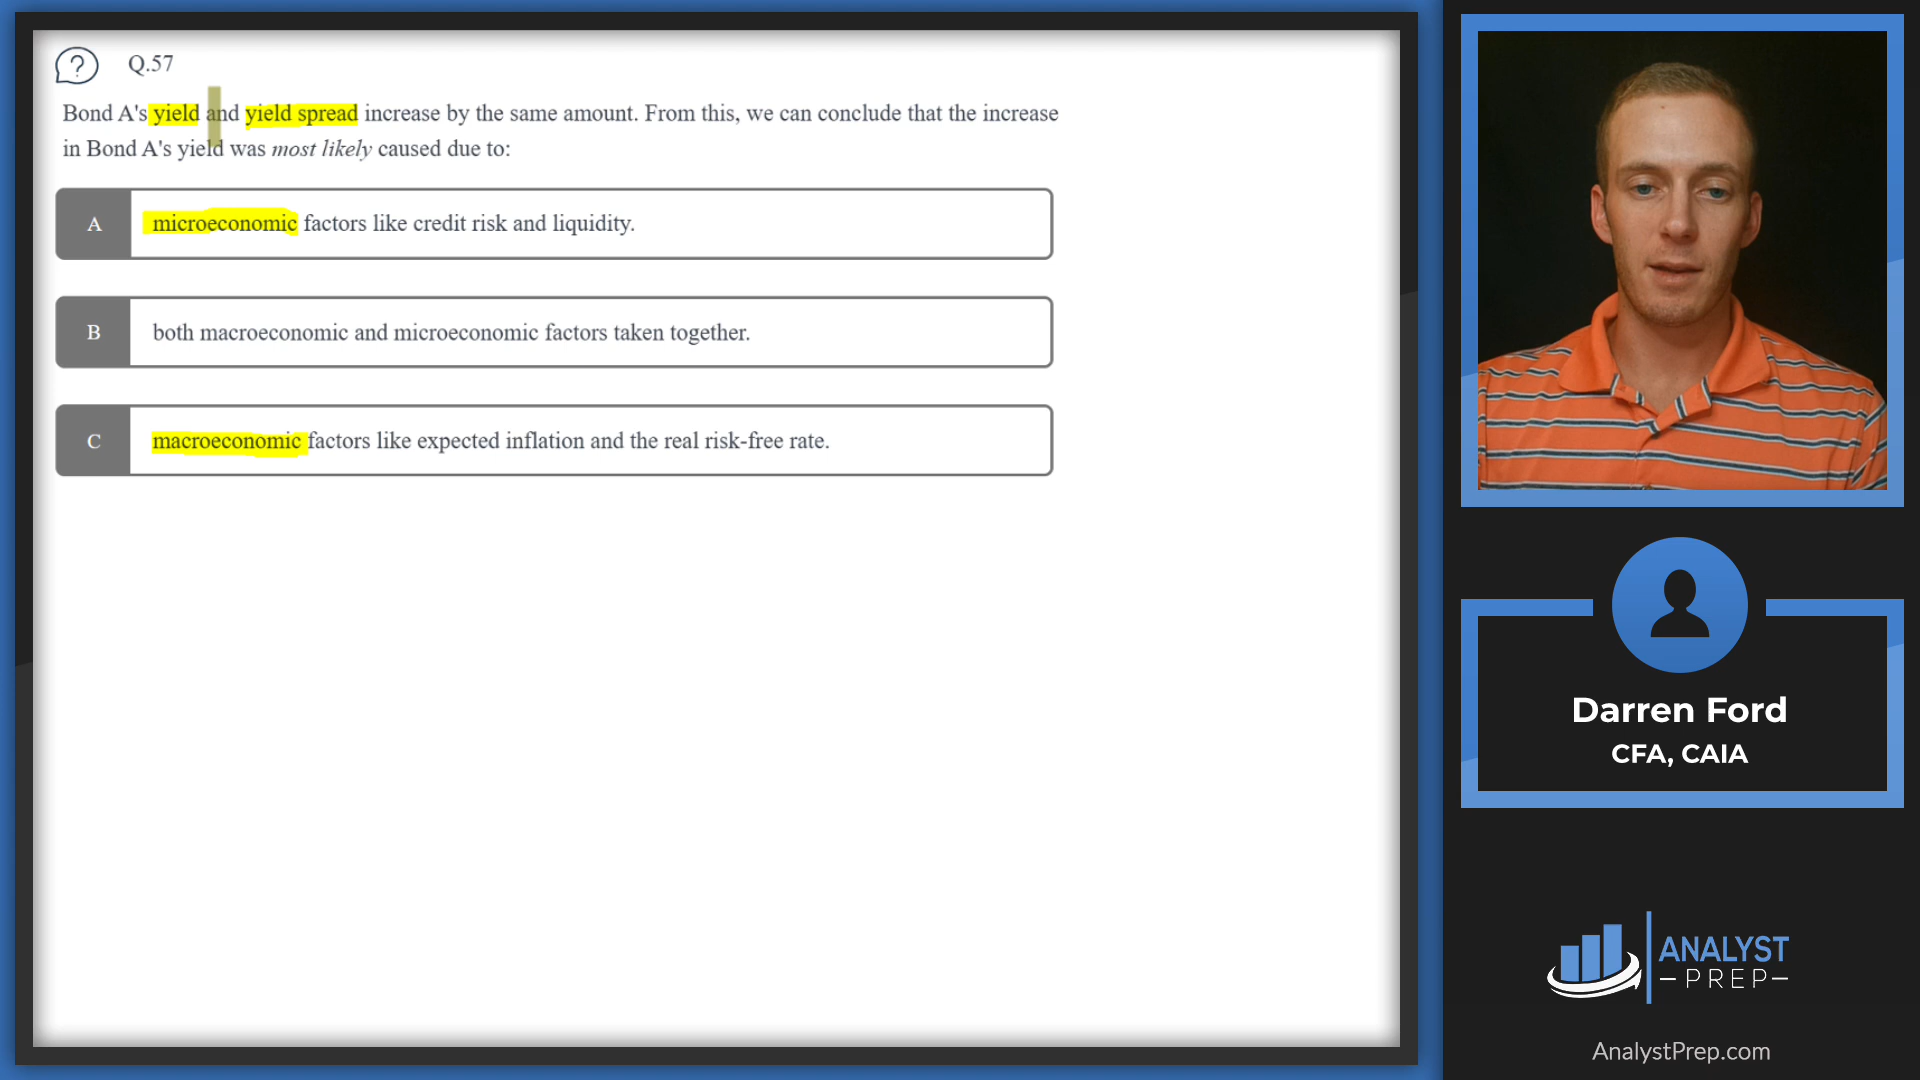 ?
Q.57
Bond A's yield and yield spread increase by the same amount. From this, we can conclude that the increase
in Bond A's yield was most likely caused due to:
A
microeconomic factors like credit risk and liquidity.
B
both macroeconomic and microeconomic factors taken together.
C
macroeconomic factors like expected inflation and the real risk-free rate.
Darren Ford
CFA, CAIA
ANALYST
PREP
AnalystPrep.com